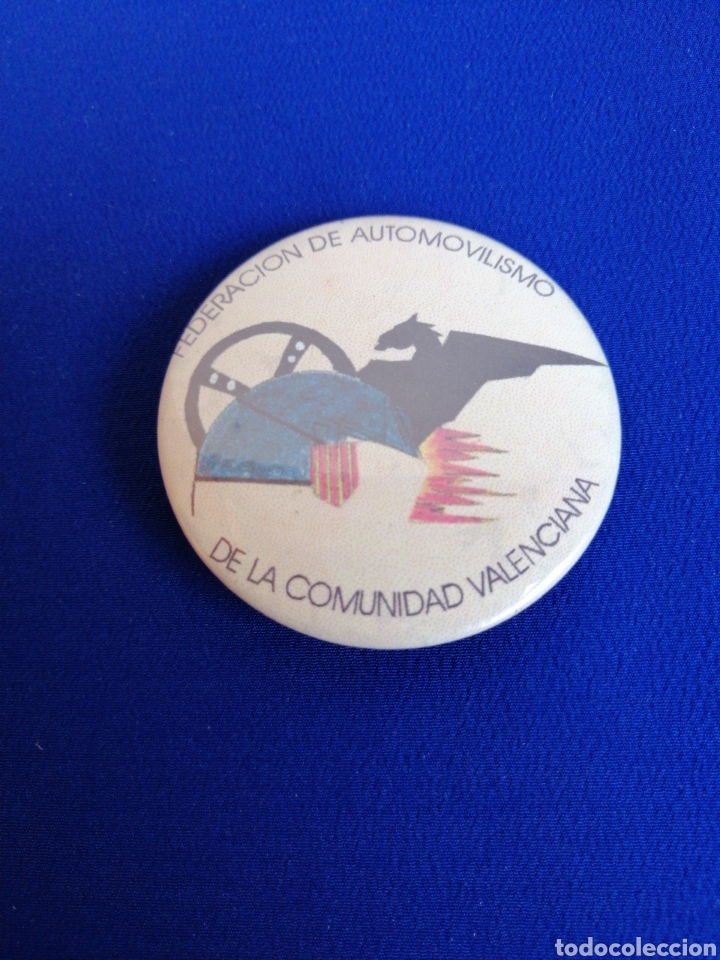 FEDERACION DE AUTOMOVILISMO
DE LA COMUNIDAD VALENCIANA
todocoleccion